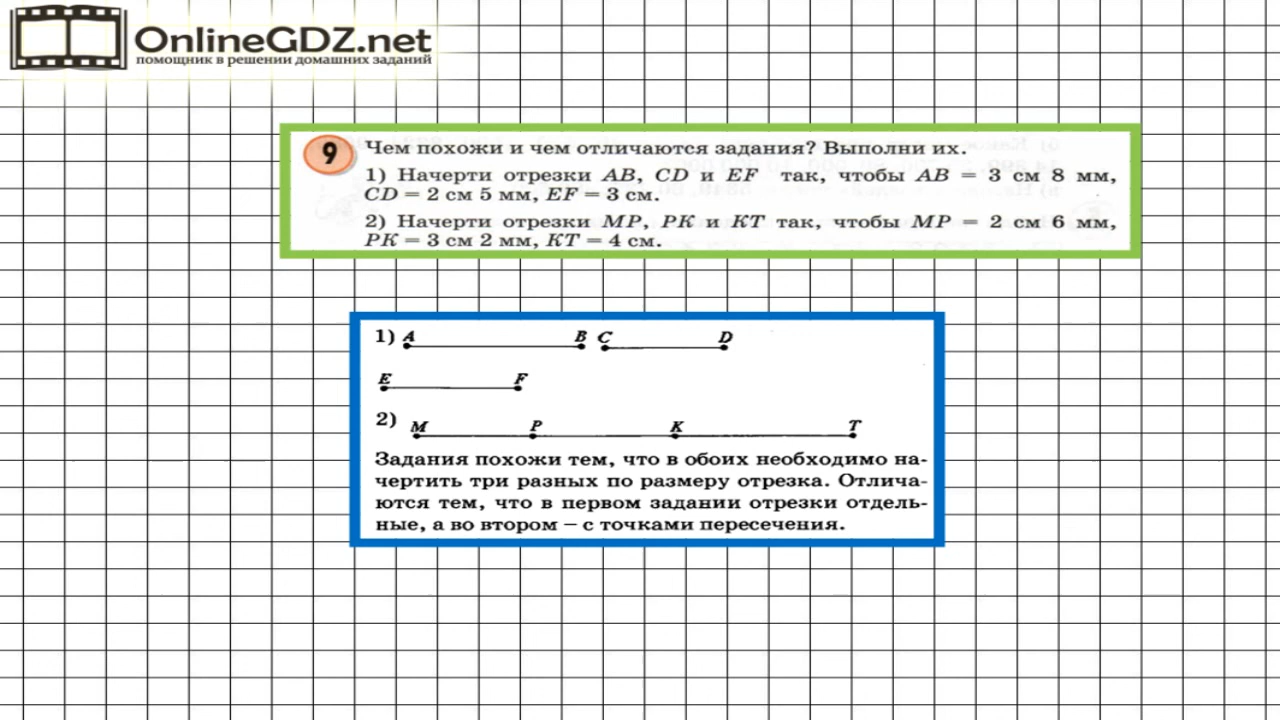 OnlineGDZ.net
помощник в решении домашних заданий
9 Чем похожи и чем отличаются задания? Выполни их.
1) Начерти отрезки AB, CD и EF так, чтобы AB = 3 см 8 мм,
CD = 2 см 5 мм, EF = 3 см.
2) Начерти отрезки MP, PK и KT так, чтобы MP = 2 см 6 мм,
PK = 3 см 2 мм, KT = 4 см.
1) A B C D
E F
2) M P K T
Задания похожи тем, что в обоих необходимо на-
чертить три разных по размеру отрезка. Отлича-
ются тем, что в первом задании отрезки отдель-
ные, а во втором – с точками пересечения.